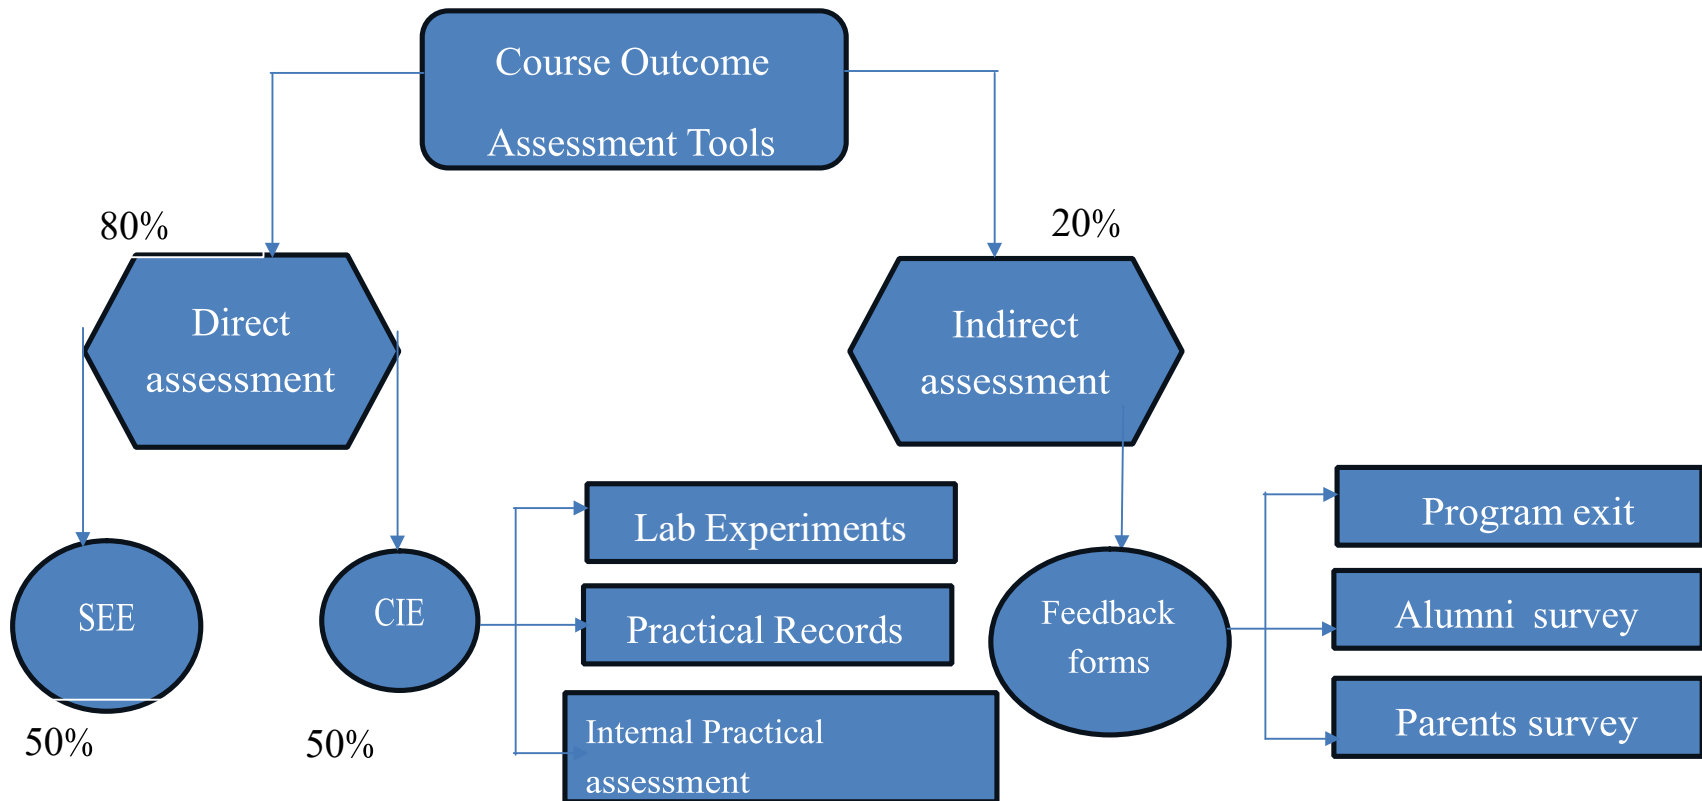 Course Outcome
Assessment Tools
80%
20%
Direct
assessment
Indirect
assessment
SEE
50%
CIE
50%
Lab Experiments
Practical Records
Internal Practical
assessment
Feedback
forms
Program exit
Alumni survey
Parents survey